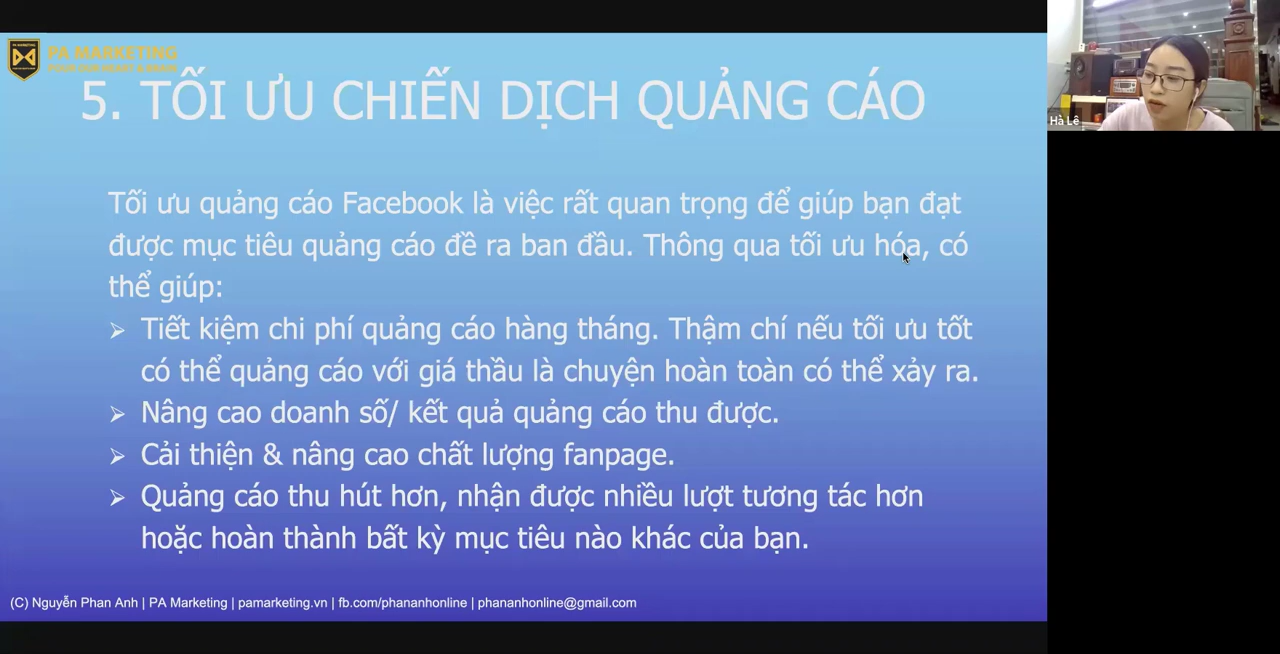 PA MARKETING
5. TỐI ƯU CHIẾN DỊCH QUẢNG CÁO
Tối ưu quảng cáo Facebook là việc rất quan trọng để giúp bạn đạt
được mục tiêu quảng cáo đề ra ban đầu. Thông qua tối ưu hóa, có
thể giúp:
➢ Tiết kiệm chi phí quảng cáo hàng tháng. Thậm chí nếu tối ưu tốt
có thể quảng cáo với giá thầu là chuyện hoàn toàn có thể xảy ra.
➢ Nâng cao doanh số/ kết quả quảng cáo thu được.
➢ Cải thiện & nâng cao chất lượng fanpage.
➢ Quảng cáo thu hút hơn, nhận được nhiều lượt tương tác hơn
hoặc hoàn thành bất kỳ mục tiêu nào khác của bạn.
(C) Nguyễn Phan Anh | PA Marketing | pamarketing.vn | fb.com/phananhonline | phananhonline@gmail.com
Hà Lê